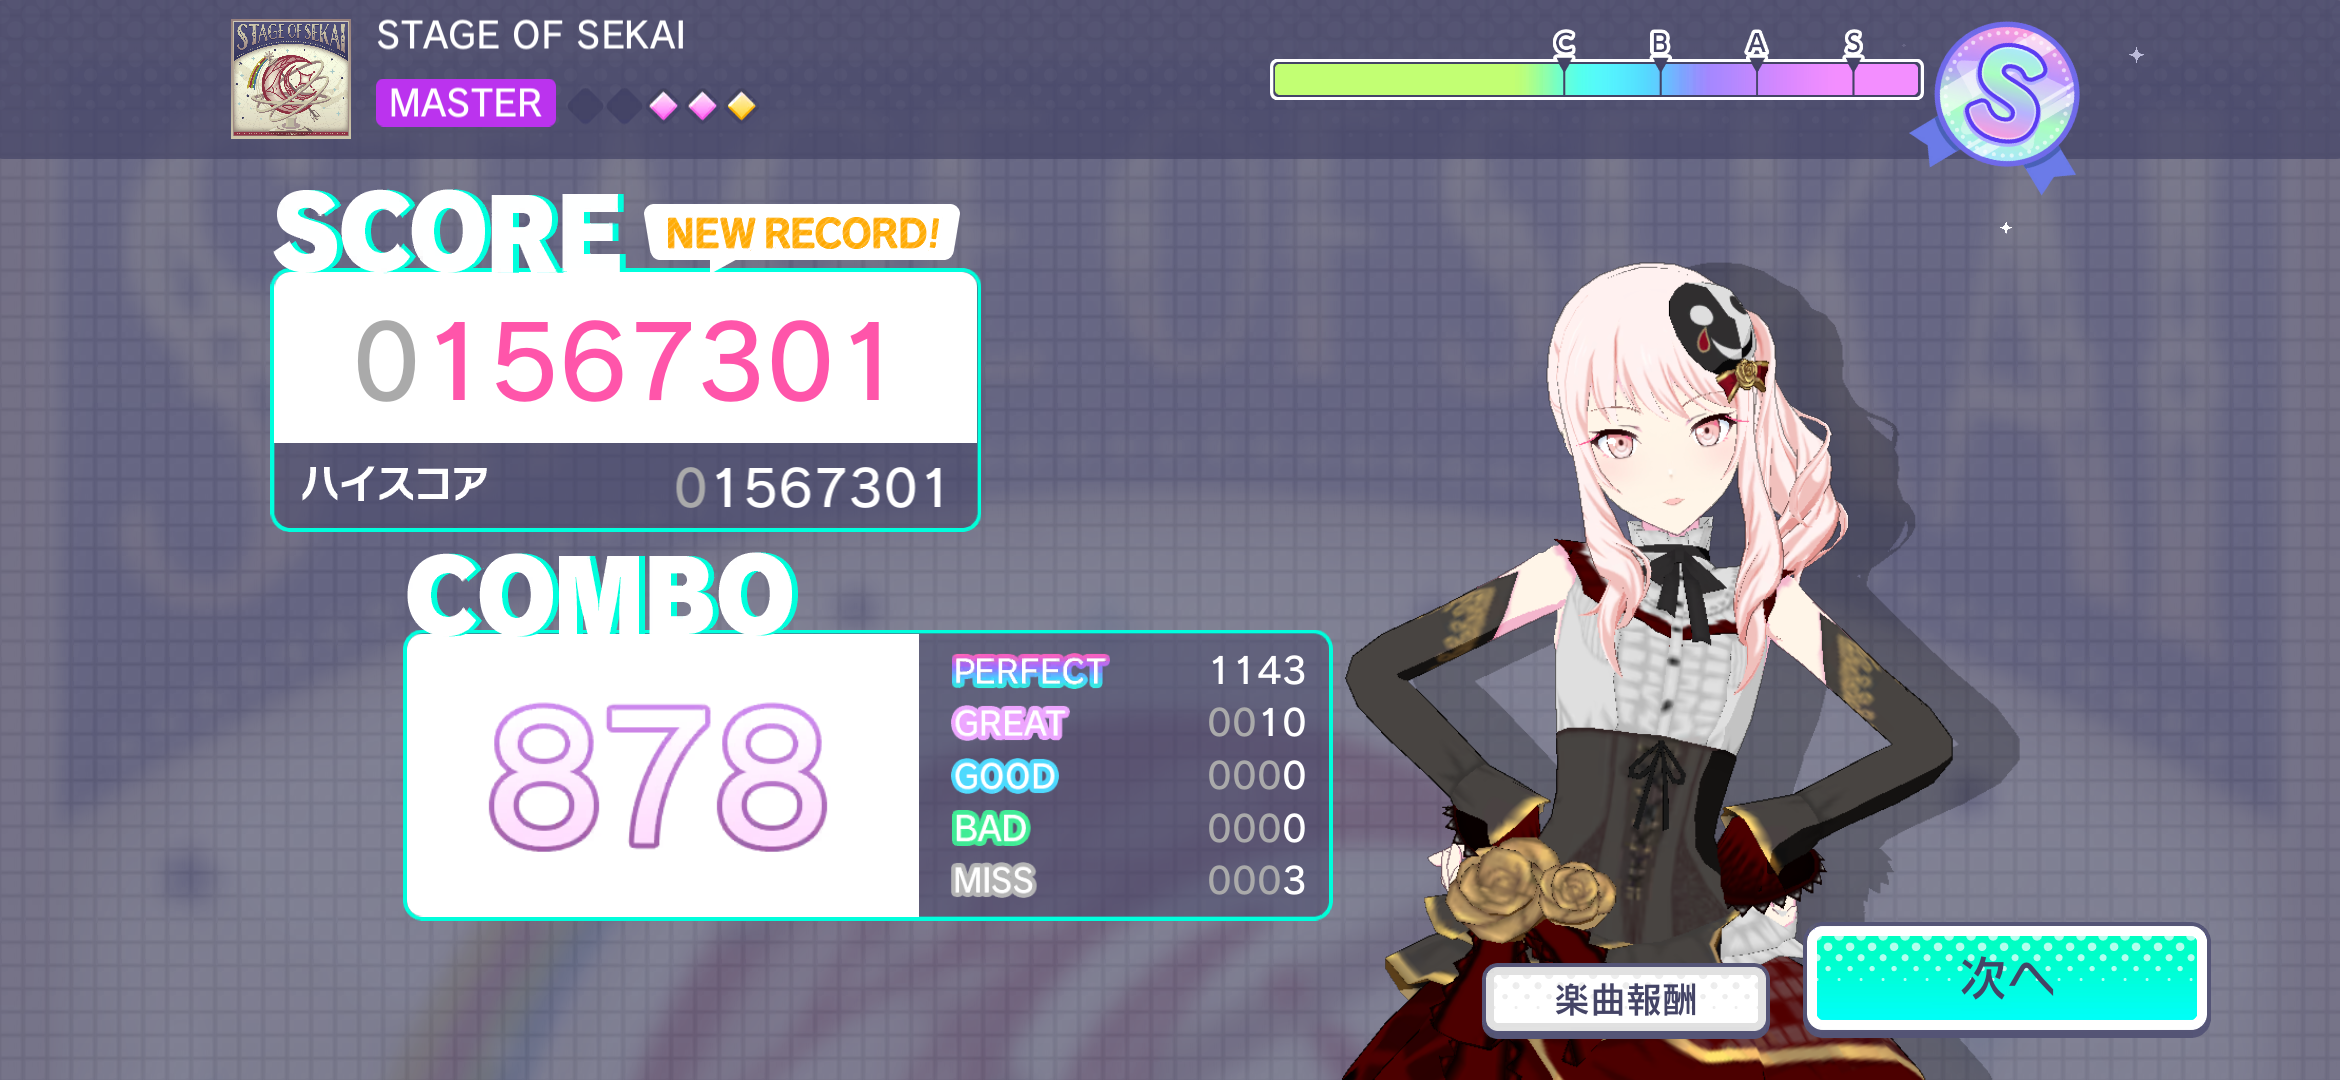 STAGE OF SEKAI
STAGE OF SEKAI
MASTER
C B A S
S
SCORE
NEW RECORD!
01567301
ハイスコア 01567301
COMBO
878
PERFECT 1143
GREAT 0010
GOOD 0000
BAD 0000
MISS 0003
楽曲報酬
次へ